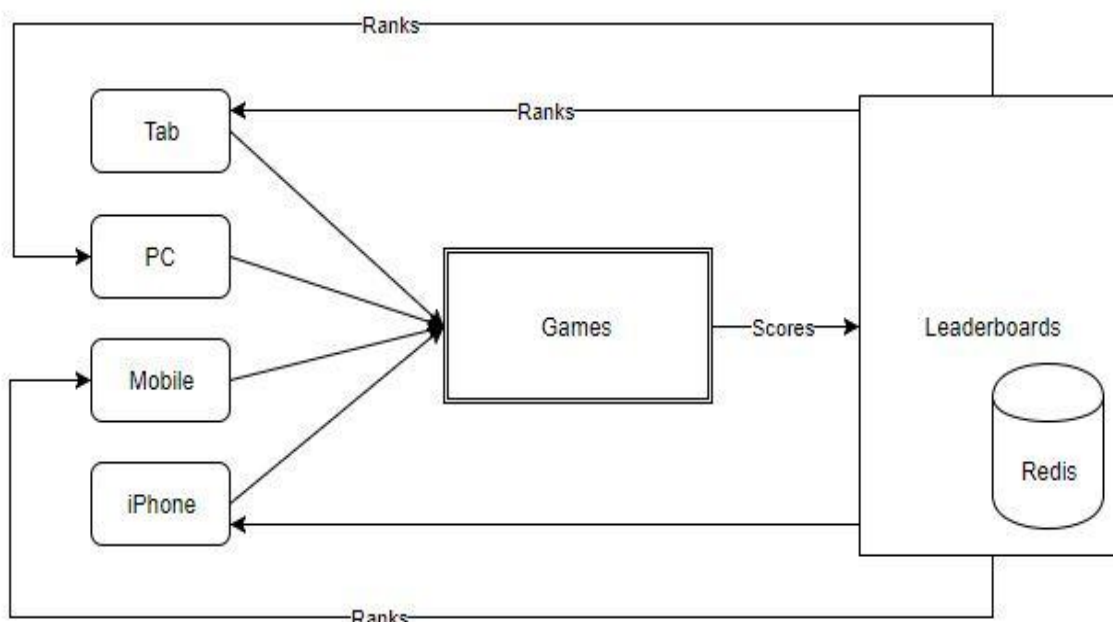 Ranks
Ranks
Tab
PC
Games
Scores
Leaderboards
Mobile
Redis
iPhone
Ranks